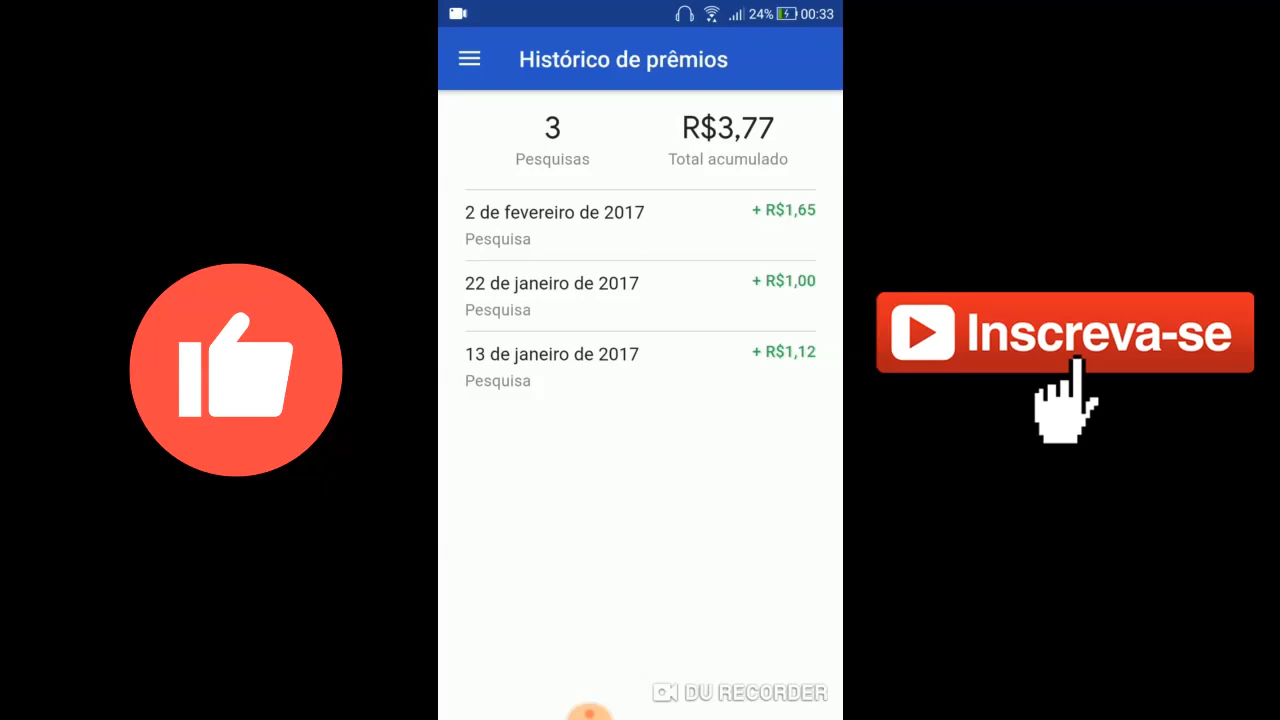 24% 00:33
Histórico de prêmios
3 R$3,77
Pesquisas Total acumulado
2 de fevereiro de 2017 + R$1,65
Pesquisa
22 de janeiro de 2017 + R$1,00
Pesquisa
13 de janeiro de 2017 + R$1,12
Pesquisa
Inscreva-se
DU RECORDER